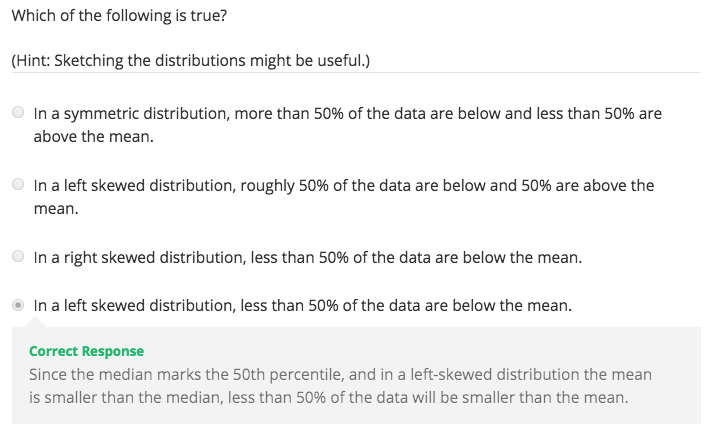 Which of the following is true?
(Hint: Sketching the distributions might be useful.)
In a symmetric distribution, more than 50% of the data are below and less than 50% are
above the mean.
In a left skewed distribution, roughly 50% of the data are below and 50% are above the
mean.
In a right skewed distribution, less than 50% of the data are below the mean.
In a left skewed distribution, less than 50% of the data are below the mean.
Correct Response
Since the median marks the 50th percentile, and in a left-skewed distribution the mean
is smaller than the median, less than 50% of the data will be smaller than the mean.